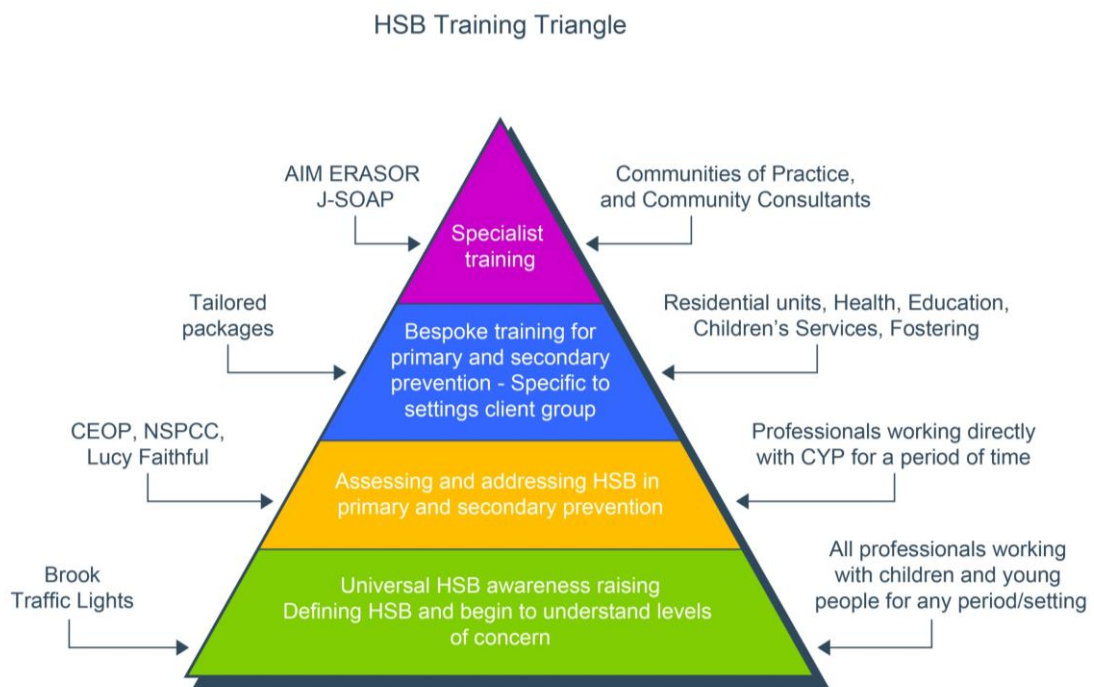 HSB Training Triangle
AIM ERASOR
J-SOAP
Specialist
training
Communities of Practice,
and Community Consultants
Tailored
packages
Bespoke training for
primary and secondary
prevention - Specific to
settings client group
Residential units, Health, Education,
Children’s Services, Fostering
CEOP, NSPCC,
Lucy Faithful
Assessing and addressing HSB in
primary and secondary prevention
Professionals working directly
with CYP for a period of time
Brook
Traffic Lights
Universal HSB awareness raising
Defining HSB and begin to understand levels
of concern
All professionals working
with children and young
people for any period/setting